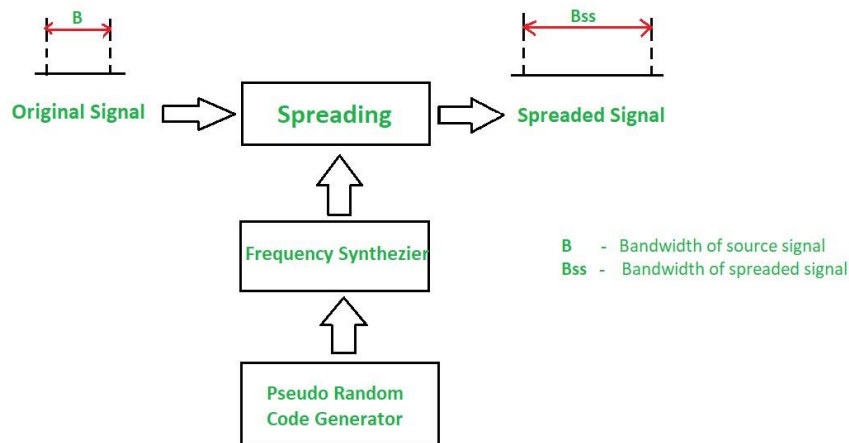 B
Bss
Original Signal
Spreading
Spreaded Signal
Frequency Synthezier
B - Bandwidth of source signal
Bss - Bandwidth of spreaded signal
Pseudo Random
Code Generator